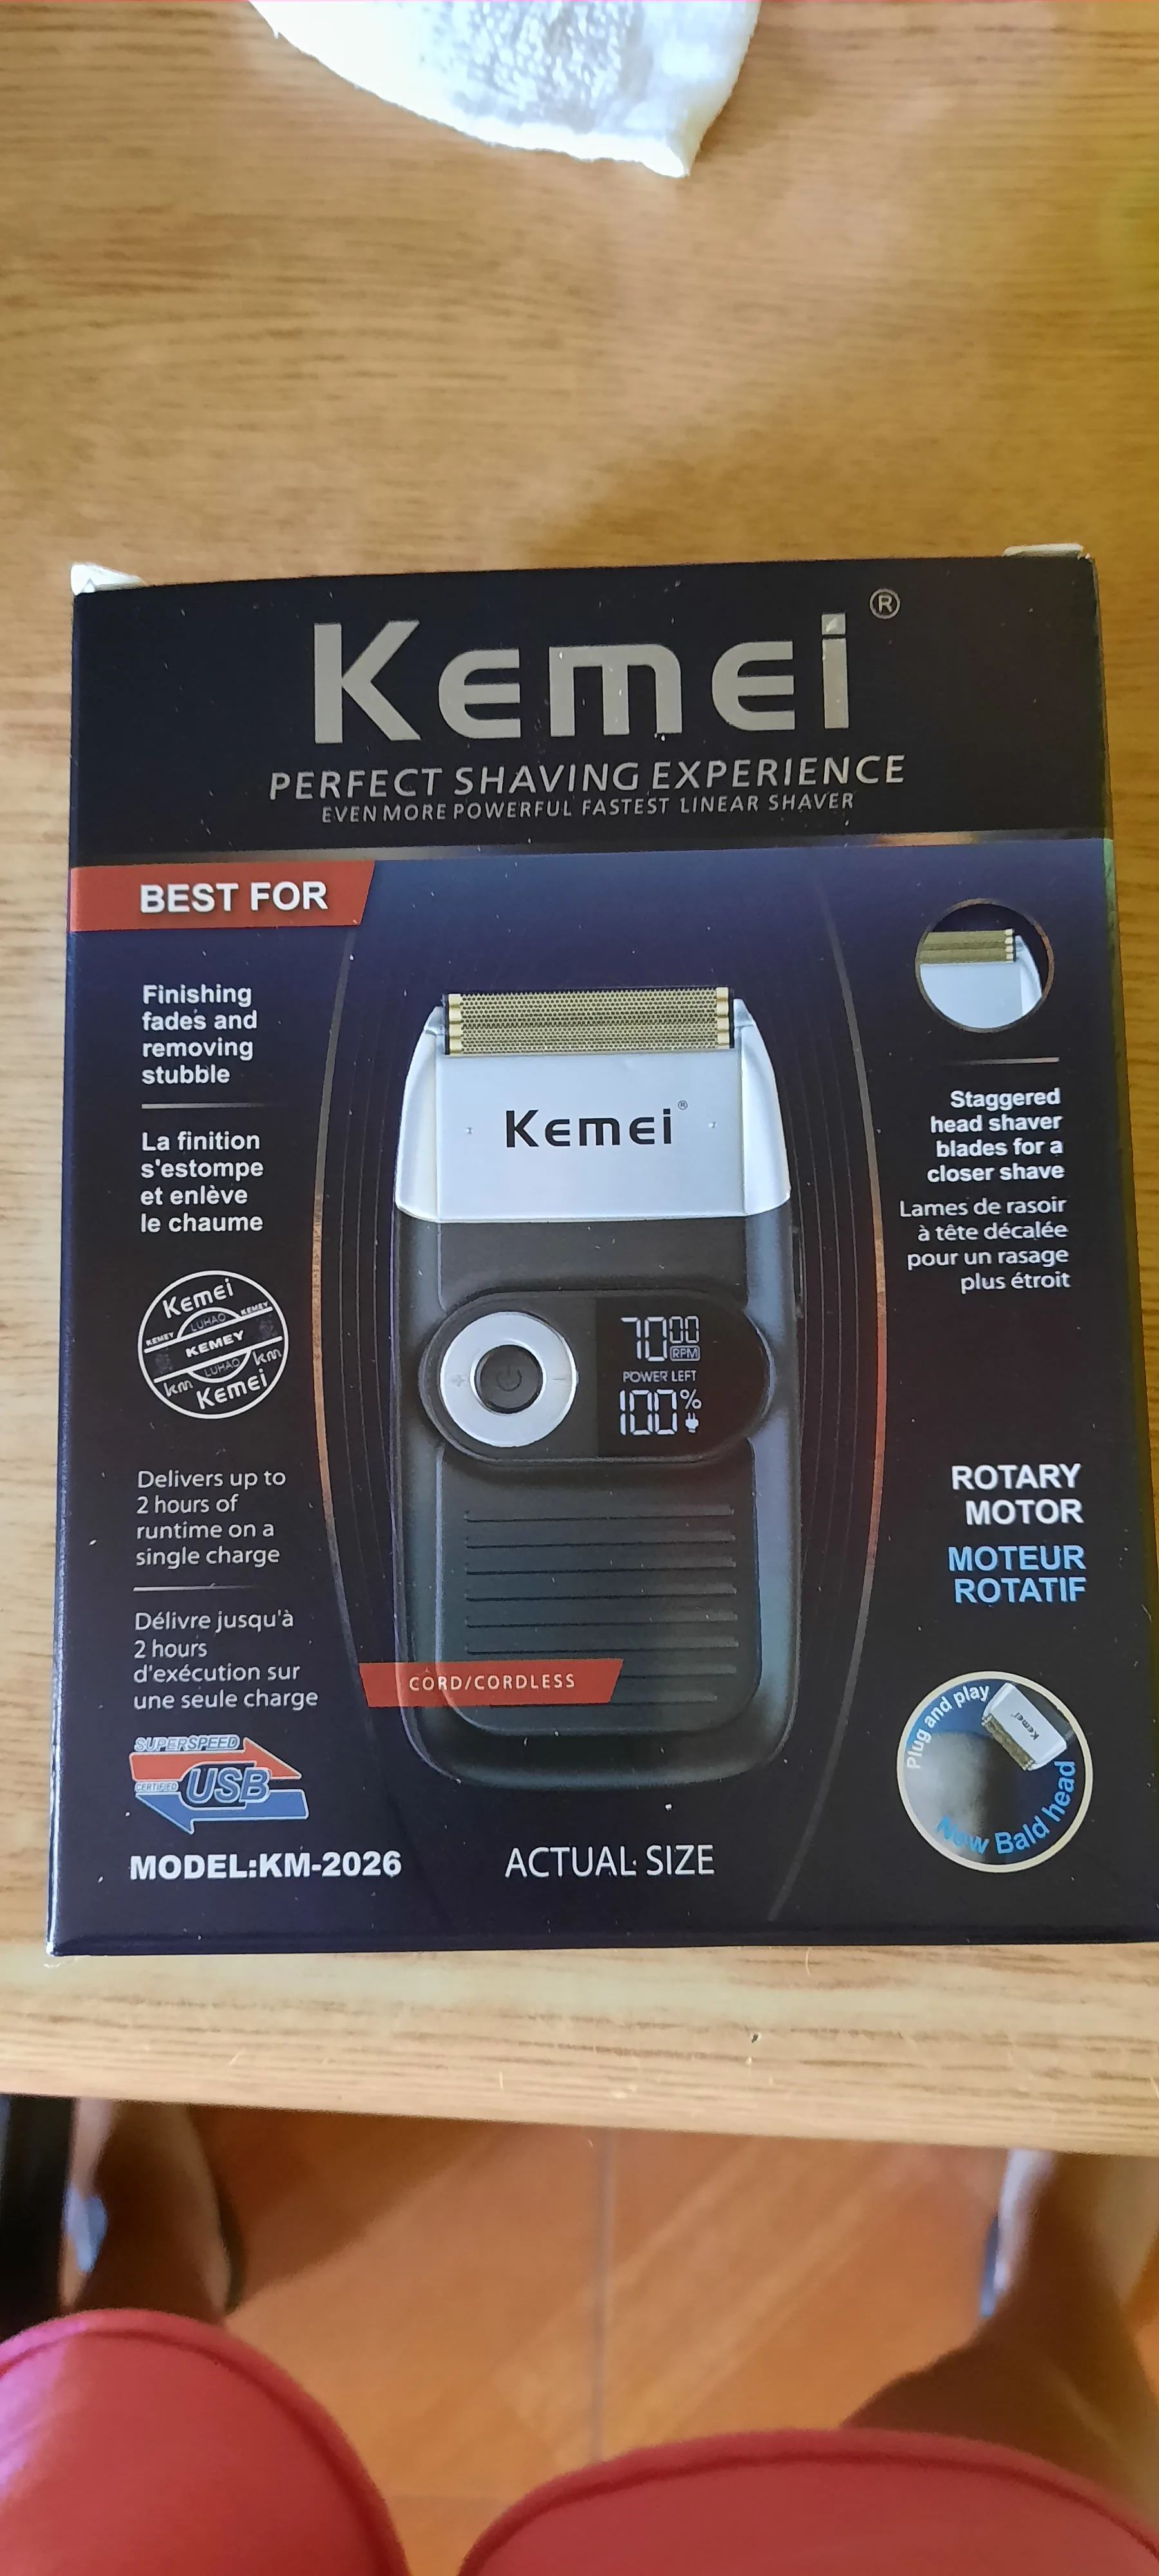 Kemei®
PERFECT SHAVING EXPERIENCE
EVEN MORE POWERFUL FASTEST LINEAR SHAVER
BEST FOR
Finishing
fades and
removing
stubble
La finition
s'estompe
et enlève
le chaume
Kemei
KEMEY KEMEY
LUHAO
KEMEY
LUHAO
km km
Kemei
Delivers up to
2 hours of
runtime on a
single charge
Délivre jusqu'à
2 hours
d'exécution sur
une seule charge
SUPERSPEED
CERTIFIED USB
MODEL:KM-2026
Kemei®
7000
RPM
POWER LEFT
100%
CORD/CORDLESS
ACTUAL SIZE
Staggered
head shaver
blades for a
closer shave
Lames de rasoir
à tête décalée
pour un rasage
plus étroit
ROTARY
MOTOR
MOTEUR
ROTATIF
Plug and play
Kemei
New Bald head